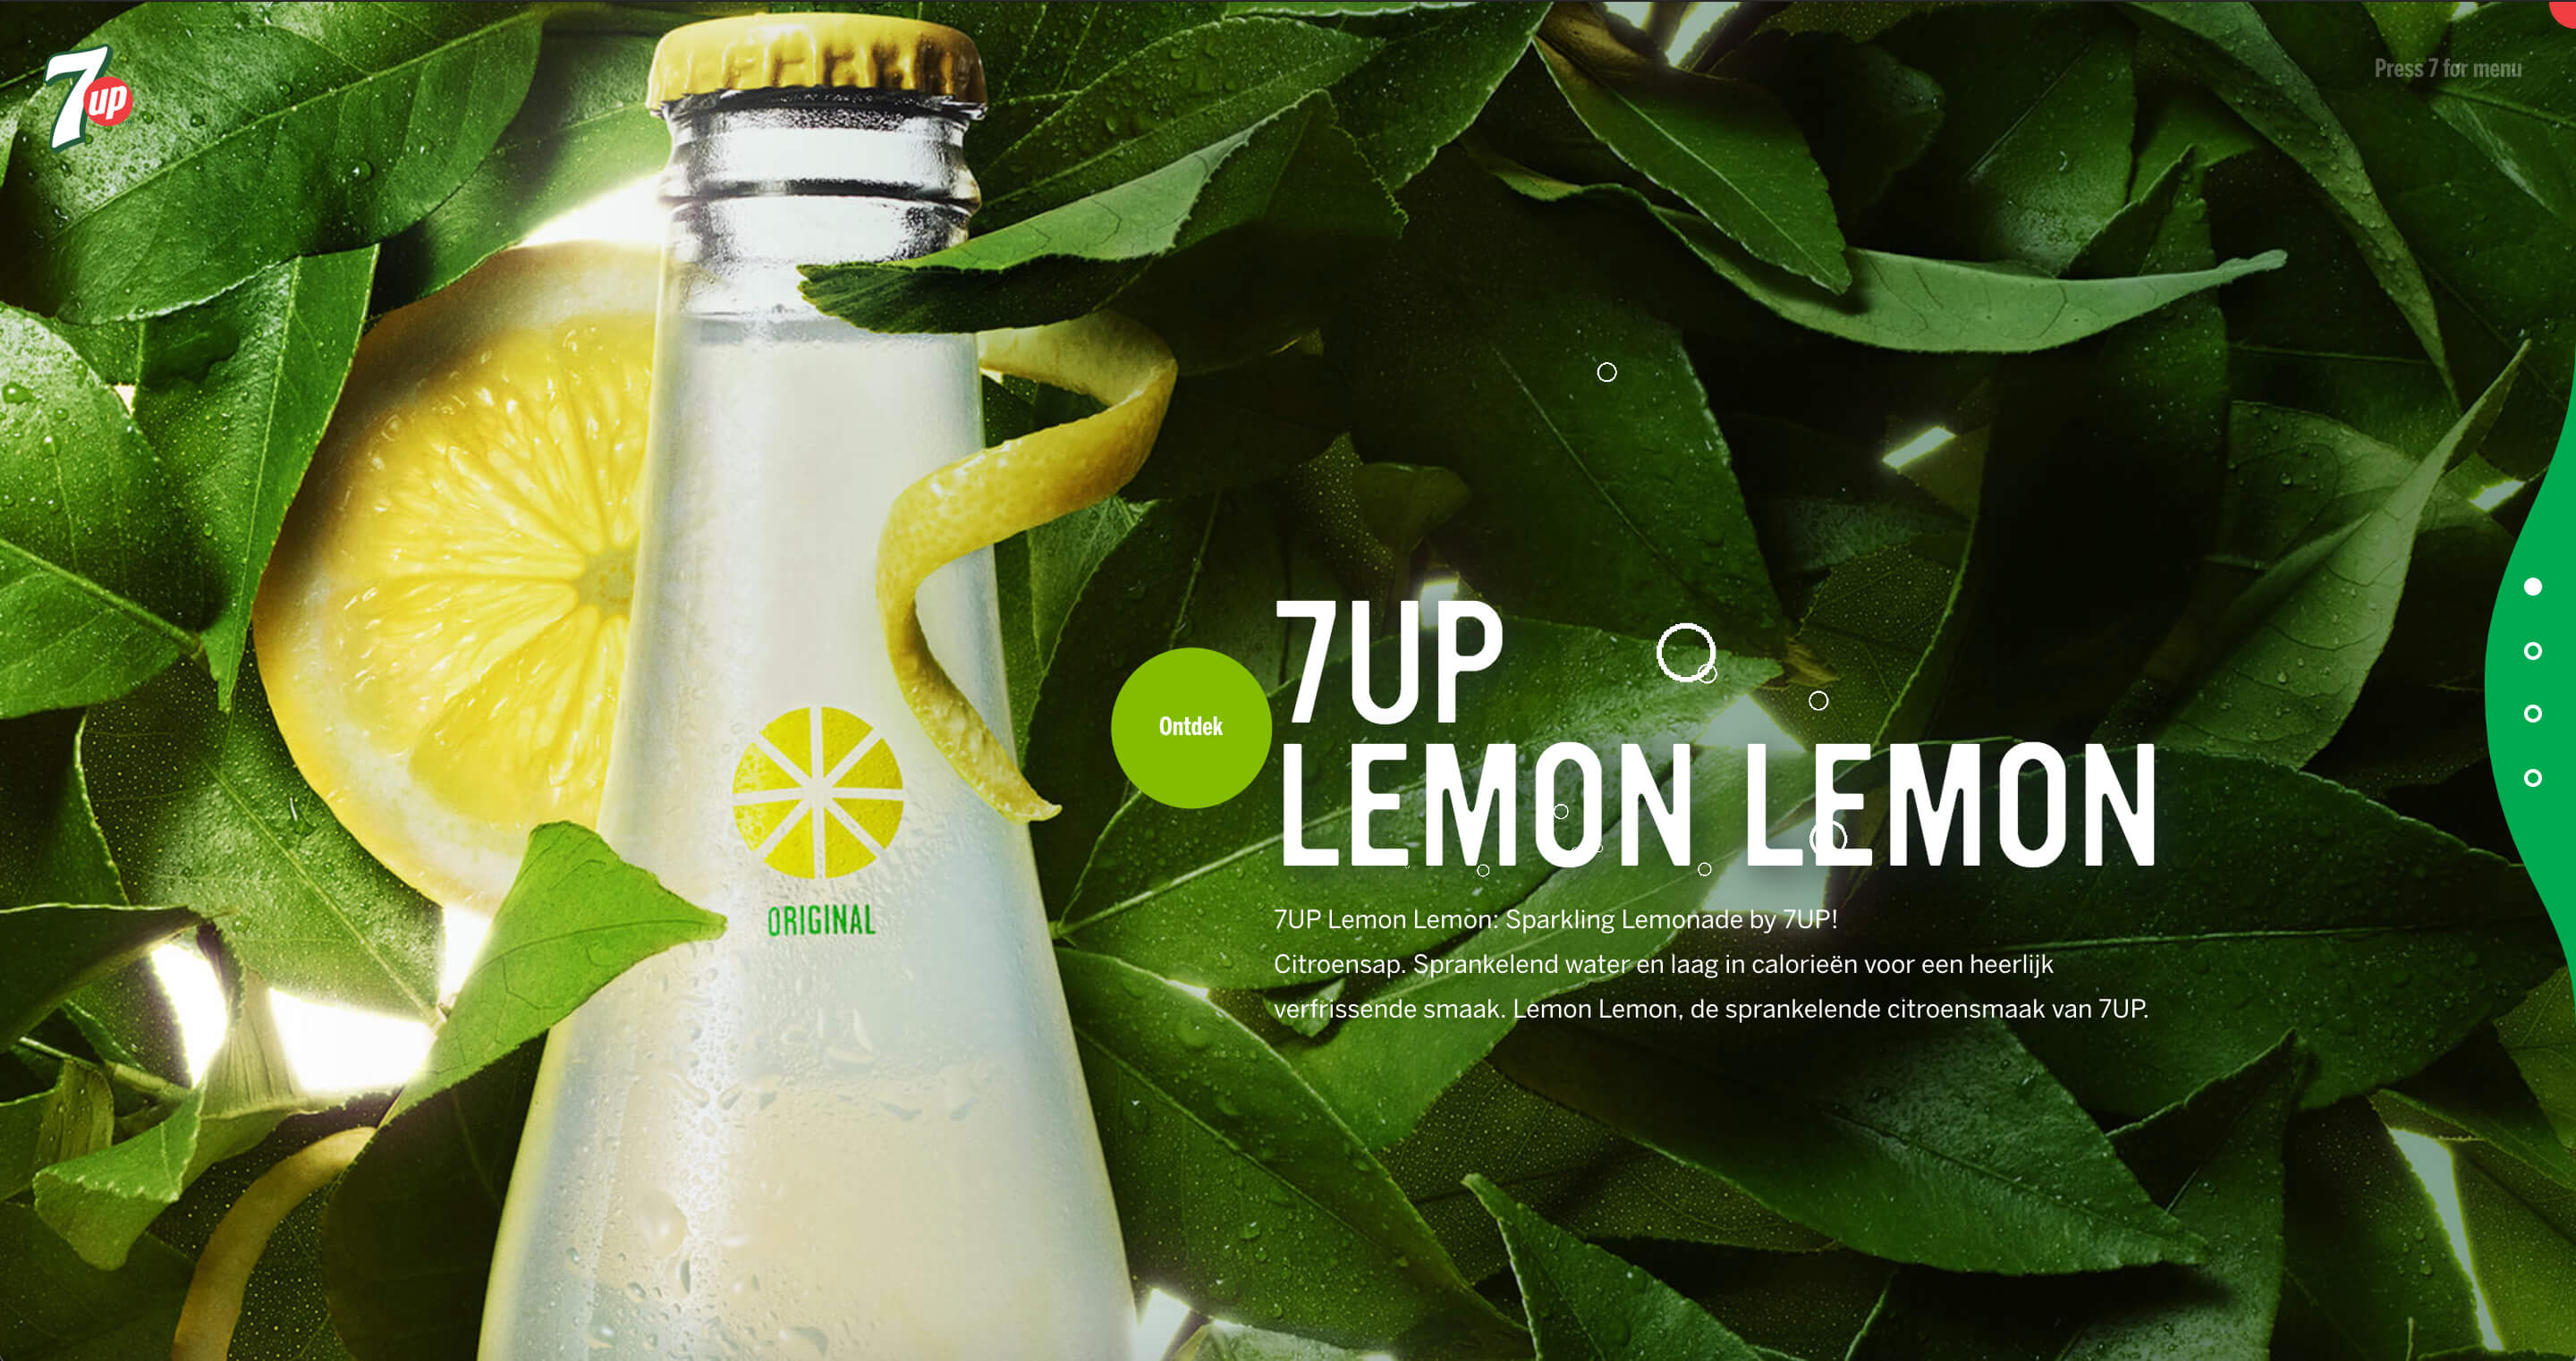 7up
Press 7 for menu
Ontdek
7UP
LEMON LEMON
ORIGINAL
7UP Lemon Lemon: Sparkling Lemonade by 7UP!
Citroensap. Sprankelend water en laag in calorieën voor een heerlijk
verfrissende smaak. Lemon Lemon, de sprankelende citroensmaak van 7UP.